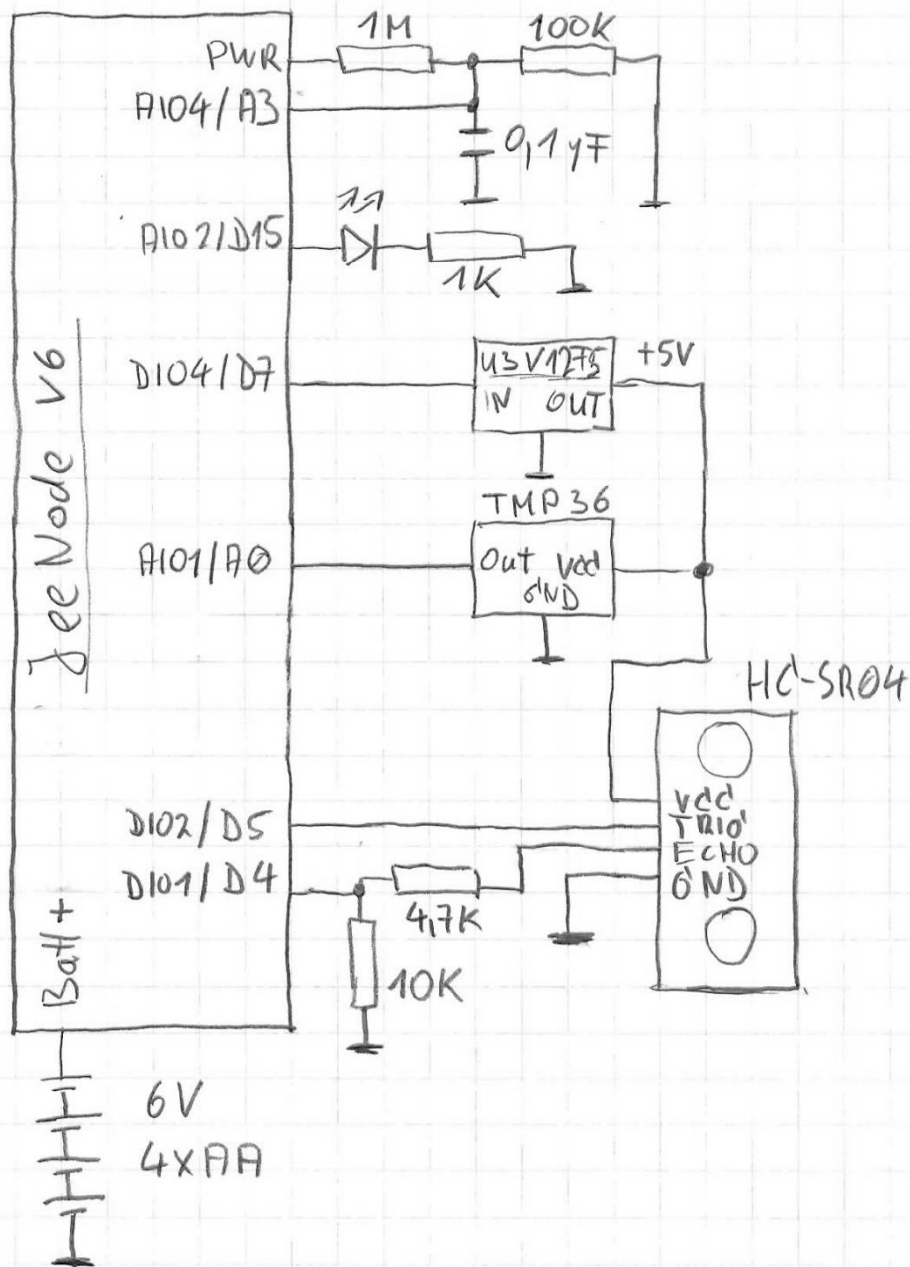 1M
100K
PWR
AIO4/A3
0,1µF
AIO2/D15
1K
JeeNode V6
DIO4/D7
U3V12F5
+5V
IN OUT
TMP36
AIO1/A0
Out Vcc
GND
HC-SR04
VCC
TRIG
ECHO
GND
DIO2/D5
DIO1/D4
4,7K
10K
Batt+
6V
4xAA